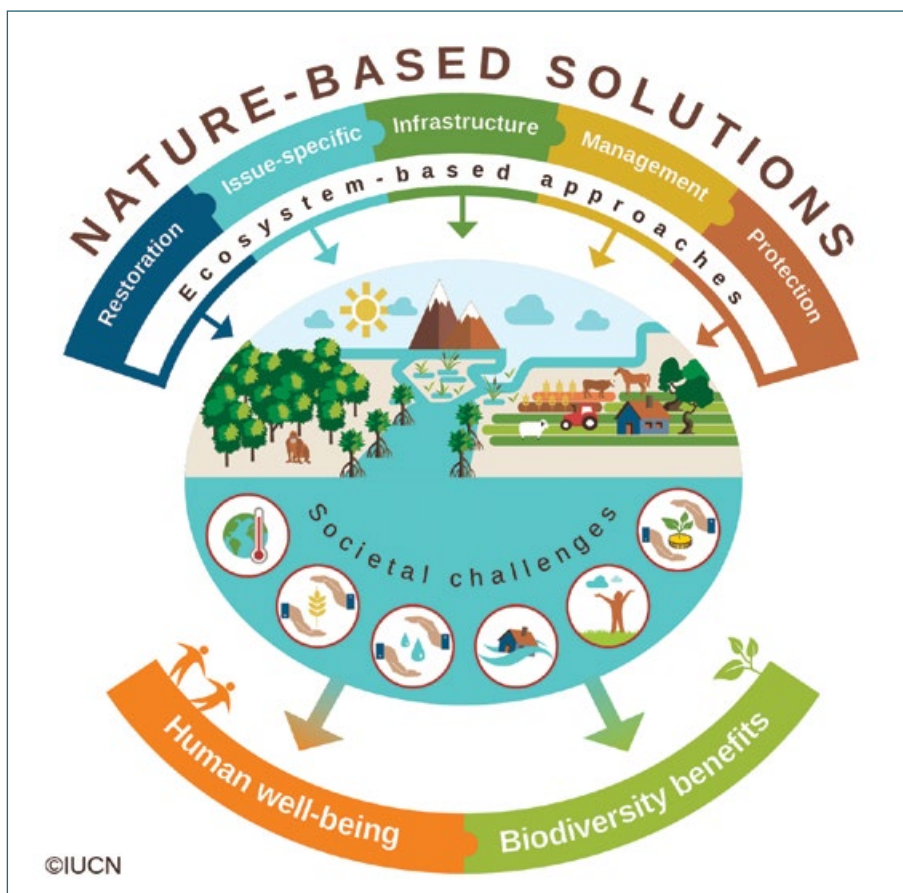 NATURE-BASED SOLUTIONS
Restoration
Issue-specific
Infrastructure
Management
Protection
Ecosystem-based approaches
Societal challenges
Human well-being
Biodiversity benefits
©IUCN